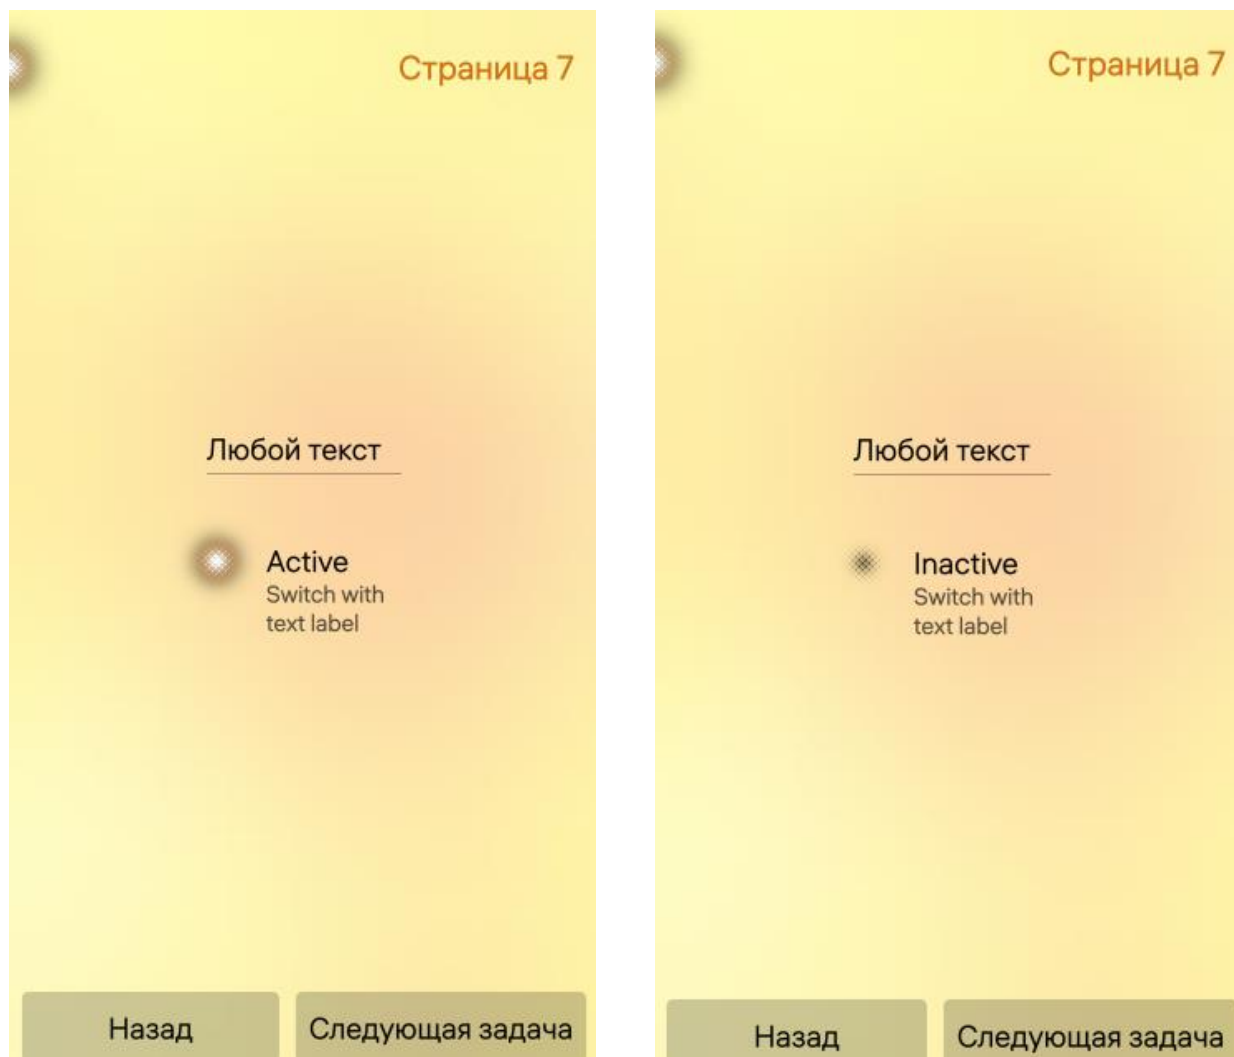 Страница 7
Любой текст
Active
Switch with
text label
Назад
Следующая задача
Страница 7
Любой текст
Inactive
Switch with
text label
Назад
Следующая задача